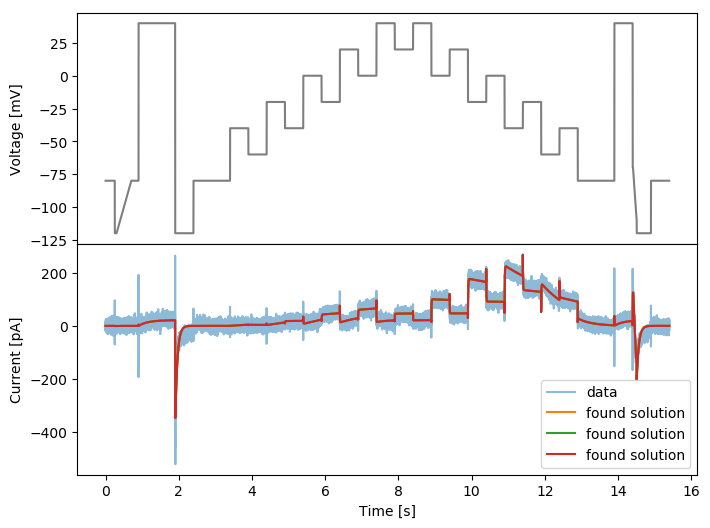 25
0
−25
−50
−75
−100
−125
Voltage [mV]
200
0
−200
−400
Current [pA]
data
found solution
found solution
found solution
0 2 4 6 8 10 12 14 16
Time [s]